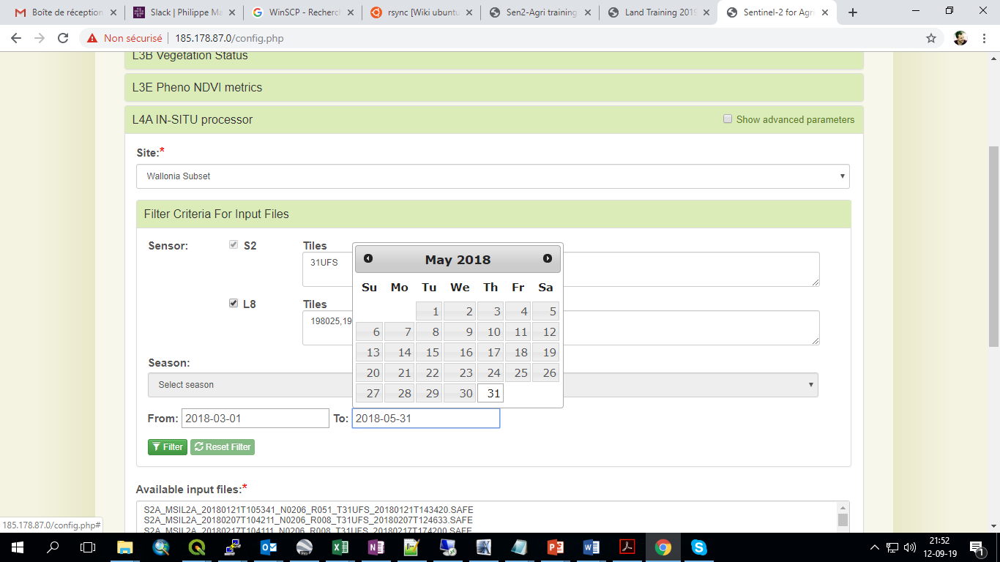 Boîte de réception
Slack | Philippe Ma
WinSCP - Recherc
rsync [Wiki ubuntu
Sen2-Agri training
Land Training 2019
Sentinel-2 for Agri
Non sécurisé
185.178.87.0/config.php
L3B Vegetation Status
L3E Pheno NDVI metrics
L4A IN-SITU processor
Show advanced parameters
Site:*
Wallonia Subset
Filter Criteria For Input Files
Sensor:
S2
Tiles
31UFS
L8
Tiles
198025,19
May 2018
Su Mo Tu We Th Fr Sa
1 2 3 4 5
6 7 8 9 10 11 12
13 14 15 16 17 18 19
20 21 22 23 24 25 26
27 28 29 30 31
Season:
Select season
From: 2018-03-01 To: 2018-05-31
Filter
Reset Filter
Available input files:*
S2A_MSIL2A_20180121T105341_N0206_R051_T31UFS_20180121T143420.SAFE
S2A_MSIL2A_20180207T104211_N0206_R008_T31UFS_20180207T124633.SAFE
S2A_MSIL2A_20180217T104111_N0206_R008_T31UFS_20180217T174200.SAFE
185.178.87.0/config.php#
21:52
12-09-19
1